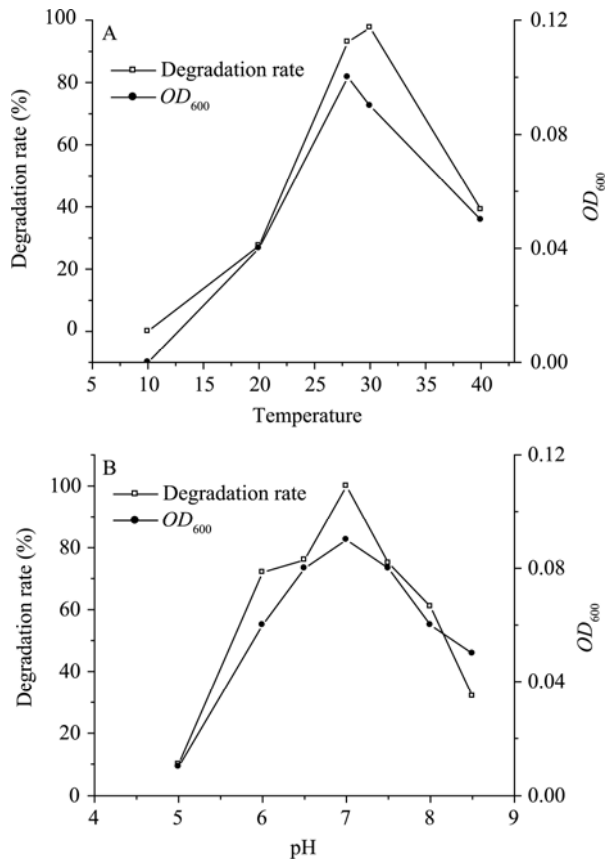 A
Degradation rate
OD600
100
80
60
40
20
0
0.12
0.08
0.04
0.00
Degradation rate (%)
OD600
5 10 15 20 25 30 35 40
Temperature
B
Degradation rate
OD600
100
80
60
40
20
0
0.12
0.08
0.04
0.00
Degradation rate (%)
OD600
4 5 6 7 8 9
pH